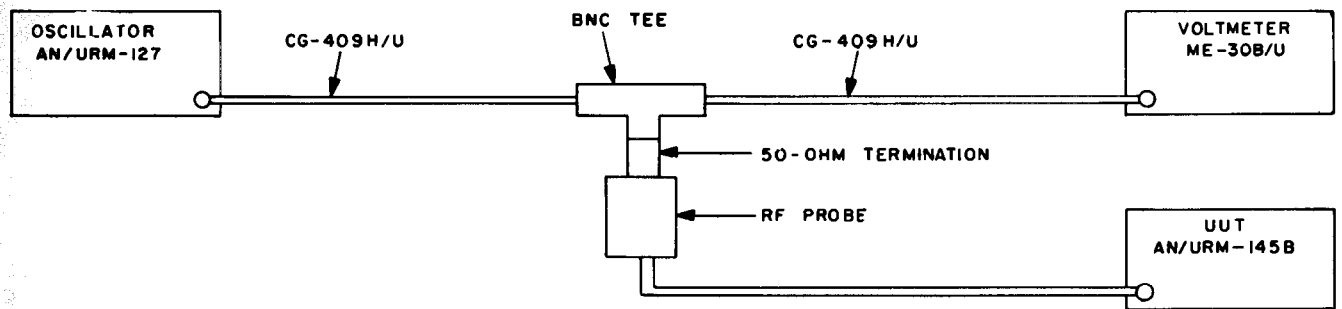 OSCILLATOR
AN/URM-127
CG-409H/U
BNC TEE
CG-409H/U
VOLTMETER
ME-30B/U
50-OHM TERMINATION
RF PROBE
UUT
AN/URM-145B